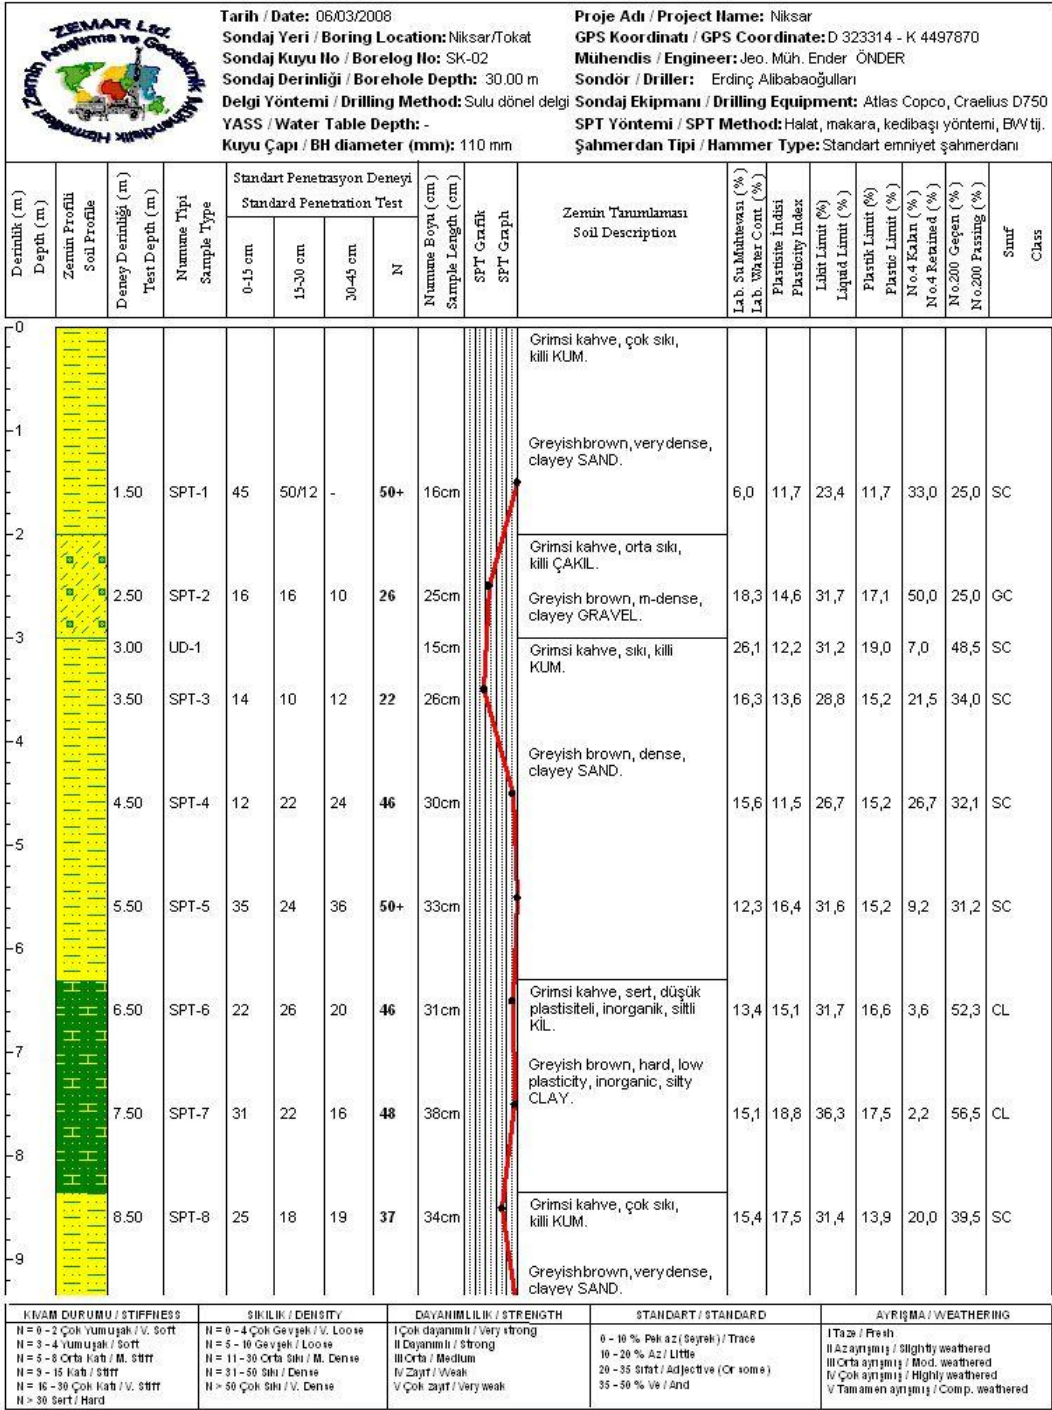 ZEMAR Ltd.
Zemin Araştırma ve Geoteknik Mühendislik Hizmetleri
Tarih / Date: 06/03/2008
Sondaj Yeri / Boring Location: Niksar/Tokat
Sondaj Kuyu No / Borelog No: SK-02
Sondaj Derinliği / Borehole Depth: 30.00 m
Delgi Yöntemi / Drilling Method: Sulu dönel delgi
YASS / Water Table Depth: -
Kuyu Çapı / BH diameter (mm): 110 mm
Proje Adı / Project Name: Niksar
GPS Koordinatı / GPS Coordinate: D 323314 - K 4497870
Mühendis / Engineer: Jeo. Müh. Ender ÖNDER
Sondör / Driller: Erdinç Alibabaoğulları
Sondaj Ekipmanı / Drilling Equipment: Atlas Copco, Craelius D750
SPT Yöntemi / SPT Method: Halat, makara, kedibaşı yöntemi, BW tij.
Şahmerdan Tipi / Hammer Type: Standart emniyet şahmerdanı
Derinlik ( m )
Depth ( m )
Zemin Profili
Soil Profile
Deney Derinliği ( m )
Test Depth ( m )
Numune Tipi
Sample Type
Standart Penetrasyon Deneyi
Standard Penetration Test
0-15 cm
15-30 cm
30-45 cm
N
Numune Boyu ( cm )
Sample Length ( cm )
SPT Grafik
SPT Graph
Zemin Tanımlaması
Soil Description
Lab. Su Muhtevası ( % )
Lab. Water Cont. ( % )
Plastisite İndisi
Plasticity Index
Likit Limit (%)
Liquid Limit ( % )
Plastik Limit (%)
Plastic Limit ( % )
No.4 Kalan ( % )
No.4 Retained ( % )
No.200 Geçen ( % )
No.200 Passing ( % )
Sınıf
Class
0
Grimsi kahve, çok sıkı,
killi KUM.
1
Greyishbrown, verydense,
clayey SAND.
1.50 SPT-1 45 50/12 - 50+ 16cm 6,0 11,7 23,4 11,7 33,0 25,0 SC
2
Grimsi kahve, orta sıkı,
killi ÇAKIL.
2.50 SPT-2 16 16 10 26 25cm 18,3 14,6 31,7 17,1 50,0 25,0 GC
Greyish brown, m-dense,
clayey GRAVEL.
3
3.00 UD-1 15cm 26,1 12,2 31,2 19,0 7,0 48,5 SC
Grimsi kahve, sıkı, killi
KUM.
3.50 SPT-3 14 10 12 22 26cm 16,3 13,6 28,8 15,2 21,5 34,0 SC
4
Greyish brown, dense,
clayey SAND.
4.50 SPT-4 12 22 24 46 30cm 15,6 11,5 26,7 15,2 26,7 32,1 SC
5
5.50 SPT-5 35 24 36 50+ 33cm 12,3 16,4 31,6 15,2 9,2 31,2 SC
6
Grimsi kahve, sert, düşük
plastisiteli, inorganik, siltli
KİL.
6.50 SPT-6 22 26 20 46 31cm 13,4 15,1 31,7 16,6 3,6 52,3 CL
7
Greyish brown, hard, low
plasticity, inorganic, silty
CLAY.
7.50 SPT-7 31 22 16 48 38cm 15,1 18,8 36,3 17,5 2,2 56,5 CL
8
Grimsi kahve, çok sıkı,
killi KUM.
8.50 SPT-8 25 18 19 37 34cm 15,4 17,5 31,4 13,9 20,0 39,5 SC
9
Greyishbrown, verydense,
clayey SAND.
KIVAM DURUMU / STIFFNESS
N = 0 - 2 Çok Yumuşak / V. Soft
N = 3 - 4 Yumuşak / Soft
N = 5 - 8 Orta Katı / M. Stiff
N = 9 - 15 Katı / Stiff
N = 16 - 30 Çok Katı / V. Stiff
N > 30 Sert / Hard
SIKILIK / DENSITY
N = 0 - 4 Çok Gevşek / V. Loose
N = 5 - 10 Gevşek / Loose
N = 11 - 30 Orta Sıkı / M. Dense
N = 31 - 50 Sıkı / Dense
N > 50 Çok Sıkı / V. Dense
DAYANIMLILIK / STRENGTH
I Çok dayanımlı / Very strong
II Dayanımlı / Strong
III Orta / Medium
IV Zayıf / Weak
V Çok zayıf / Very weak
STANDART / STANDARD
0 - 10 % Pek az (Seyrek) / Trace
10 - 20 % Az / Little
20 - 35 Sıfat / Adjective (Or some)
35 - 50 % Ve / And
AYRIŞMA / WEATHERING
I Taze / Fresh
II Az ayrışmış / Slightly weathered
III Orta ayrışmış / Mod. weathered
IV Çok ayrışmış / Highly weathered
V Tamamen ayrışmış / Comp. weathered